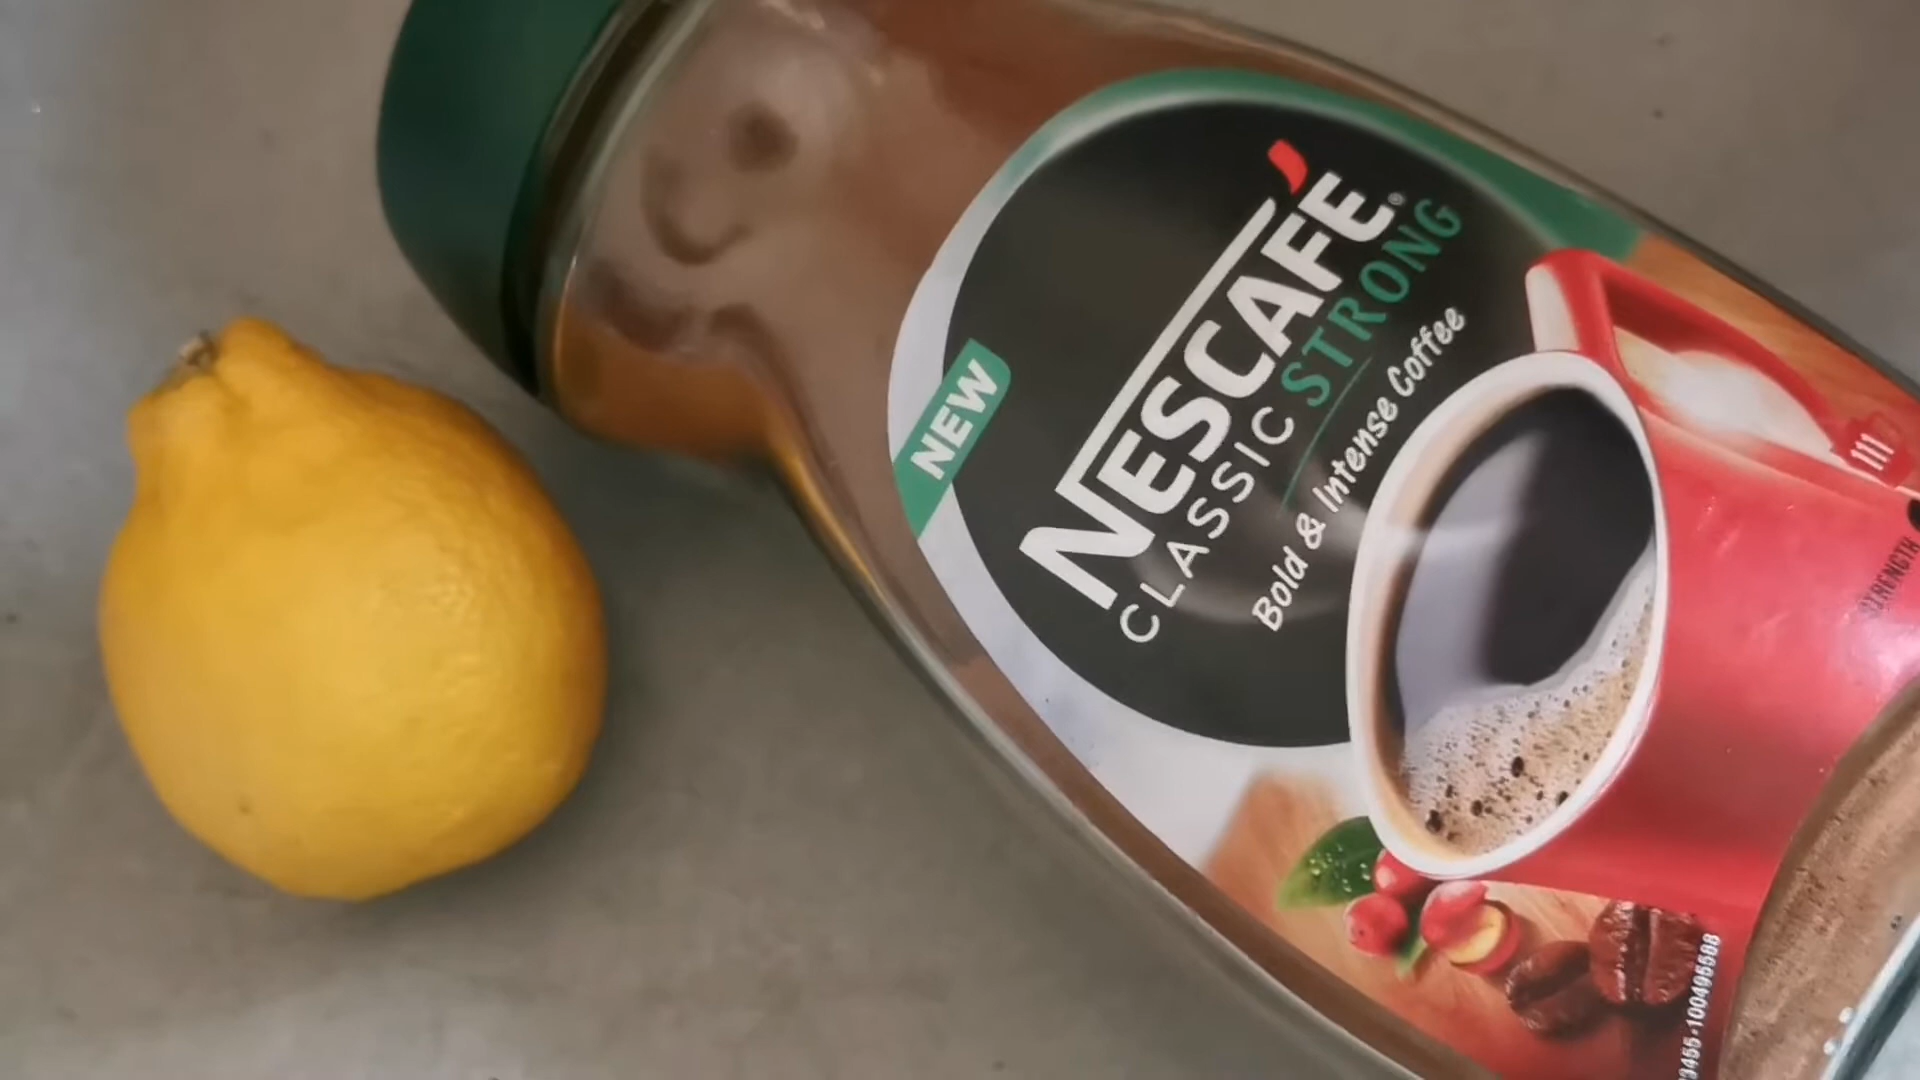 NEW
NESCAFÉ®
CLASSIC STRONG
Bold & Intense Coffee
STRENGTH